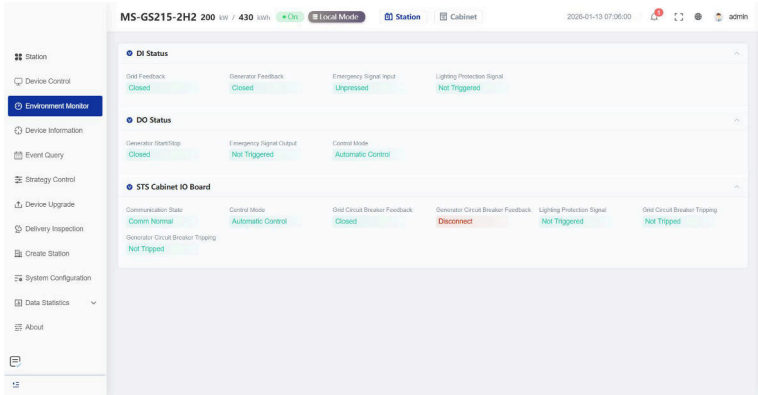 MS-GS215-2H2 200 kW / 430 kWh On Local Mode Station Cabinet 2026-01-13 07:06:00 1 admin
Station
Device Control
Environment Monitor
Device Information
Event Query
Strategy Control
Device Upgrade
Delivery Inspection
Create Station
System Configuration
Data Statistics
About
DI Status
Grid Feedback Generator Feedback Emergency Signal Input Lighting Protection Signal
Closed Closed Unpressed Not Triggered
DO Status
Generator Start/Stop Emergency Signal Output Control Mode
Closed Not Triggered Automatic Control
STS Cabinet IO Board
Communication State Control Mode Grid Circuit Breaker Feedback Generator Circuit Breaker Feedback Lighting Protection Signal Grid Circuit Breaker Tripping
Comm Normal Automatic Control Closed Disconnect Not Triggered Not Tripped
Generator Circuit Breaker Tripping
Not Tripped